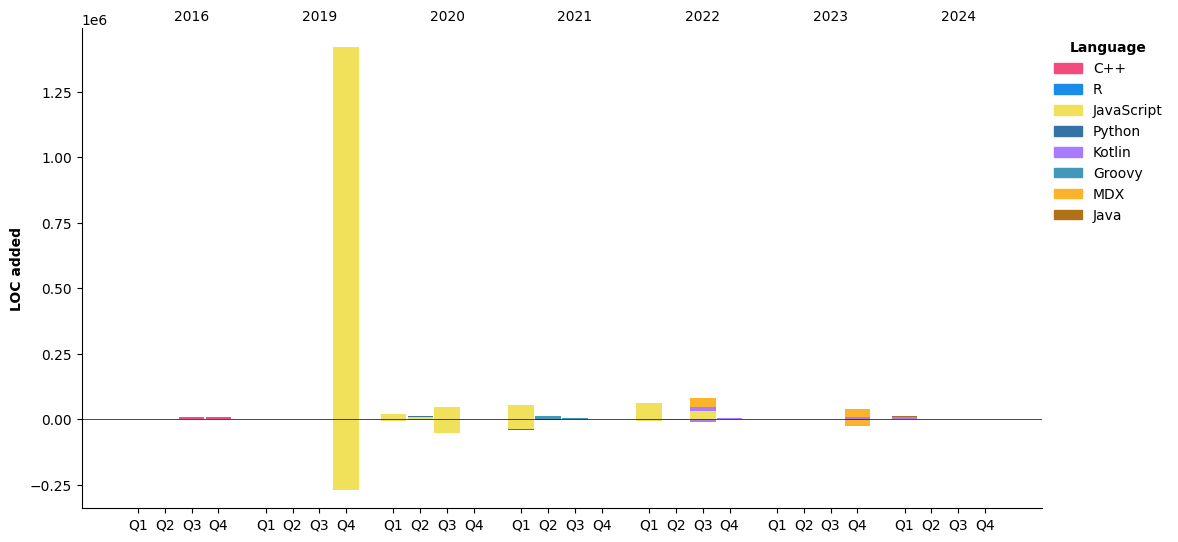 2016 2019 2020 2021 2022 2023 2024
1e6
Language
C++
R
JavaScript
Python
Kotlin
Groovy
MDX
Java
LOC added
1.25
1.00
0.75
0.50
0.25
0.00
−0.25
Q1 Q2 Q3 Q4 Q1 Q2 Q3 Q4 Q1 Q2 Q3 Q4 Q1 Q2 Q3 Q4 Q1 Q2 Q3 Q4 Q1 Q2 Q3 Q4 Q1 Q2 Q3 Q4